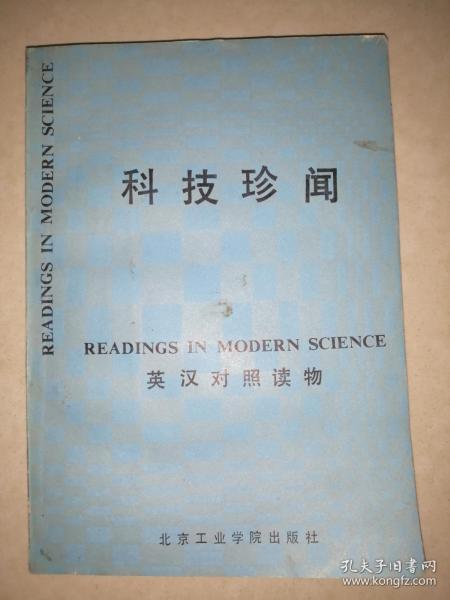 READINGS IN MODERN SCIENCE
科技珍闻
READINGS IN MODERN SCIENCE
英汉对照读物
北京工业学院出版社
孔夫子旧书网
www.kongfz.com